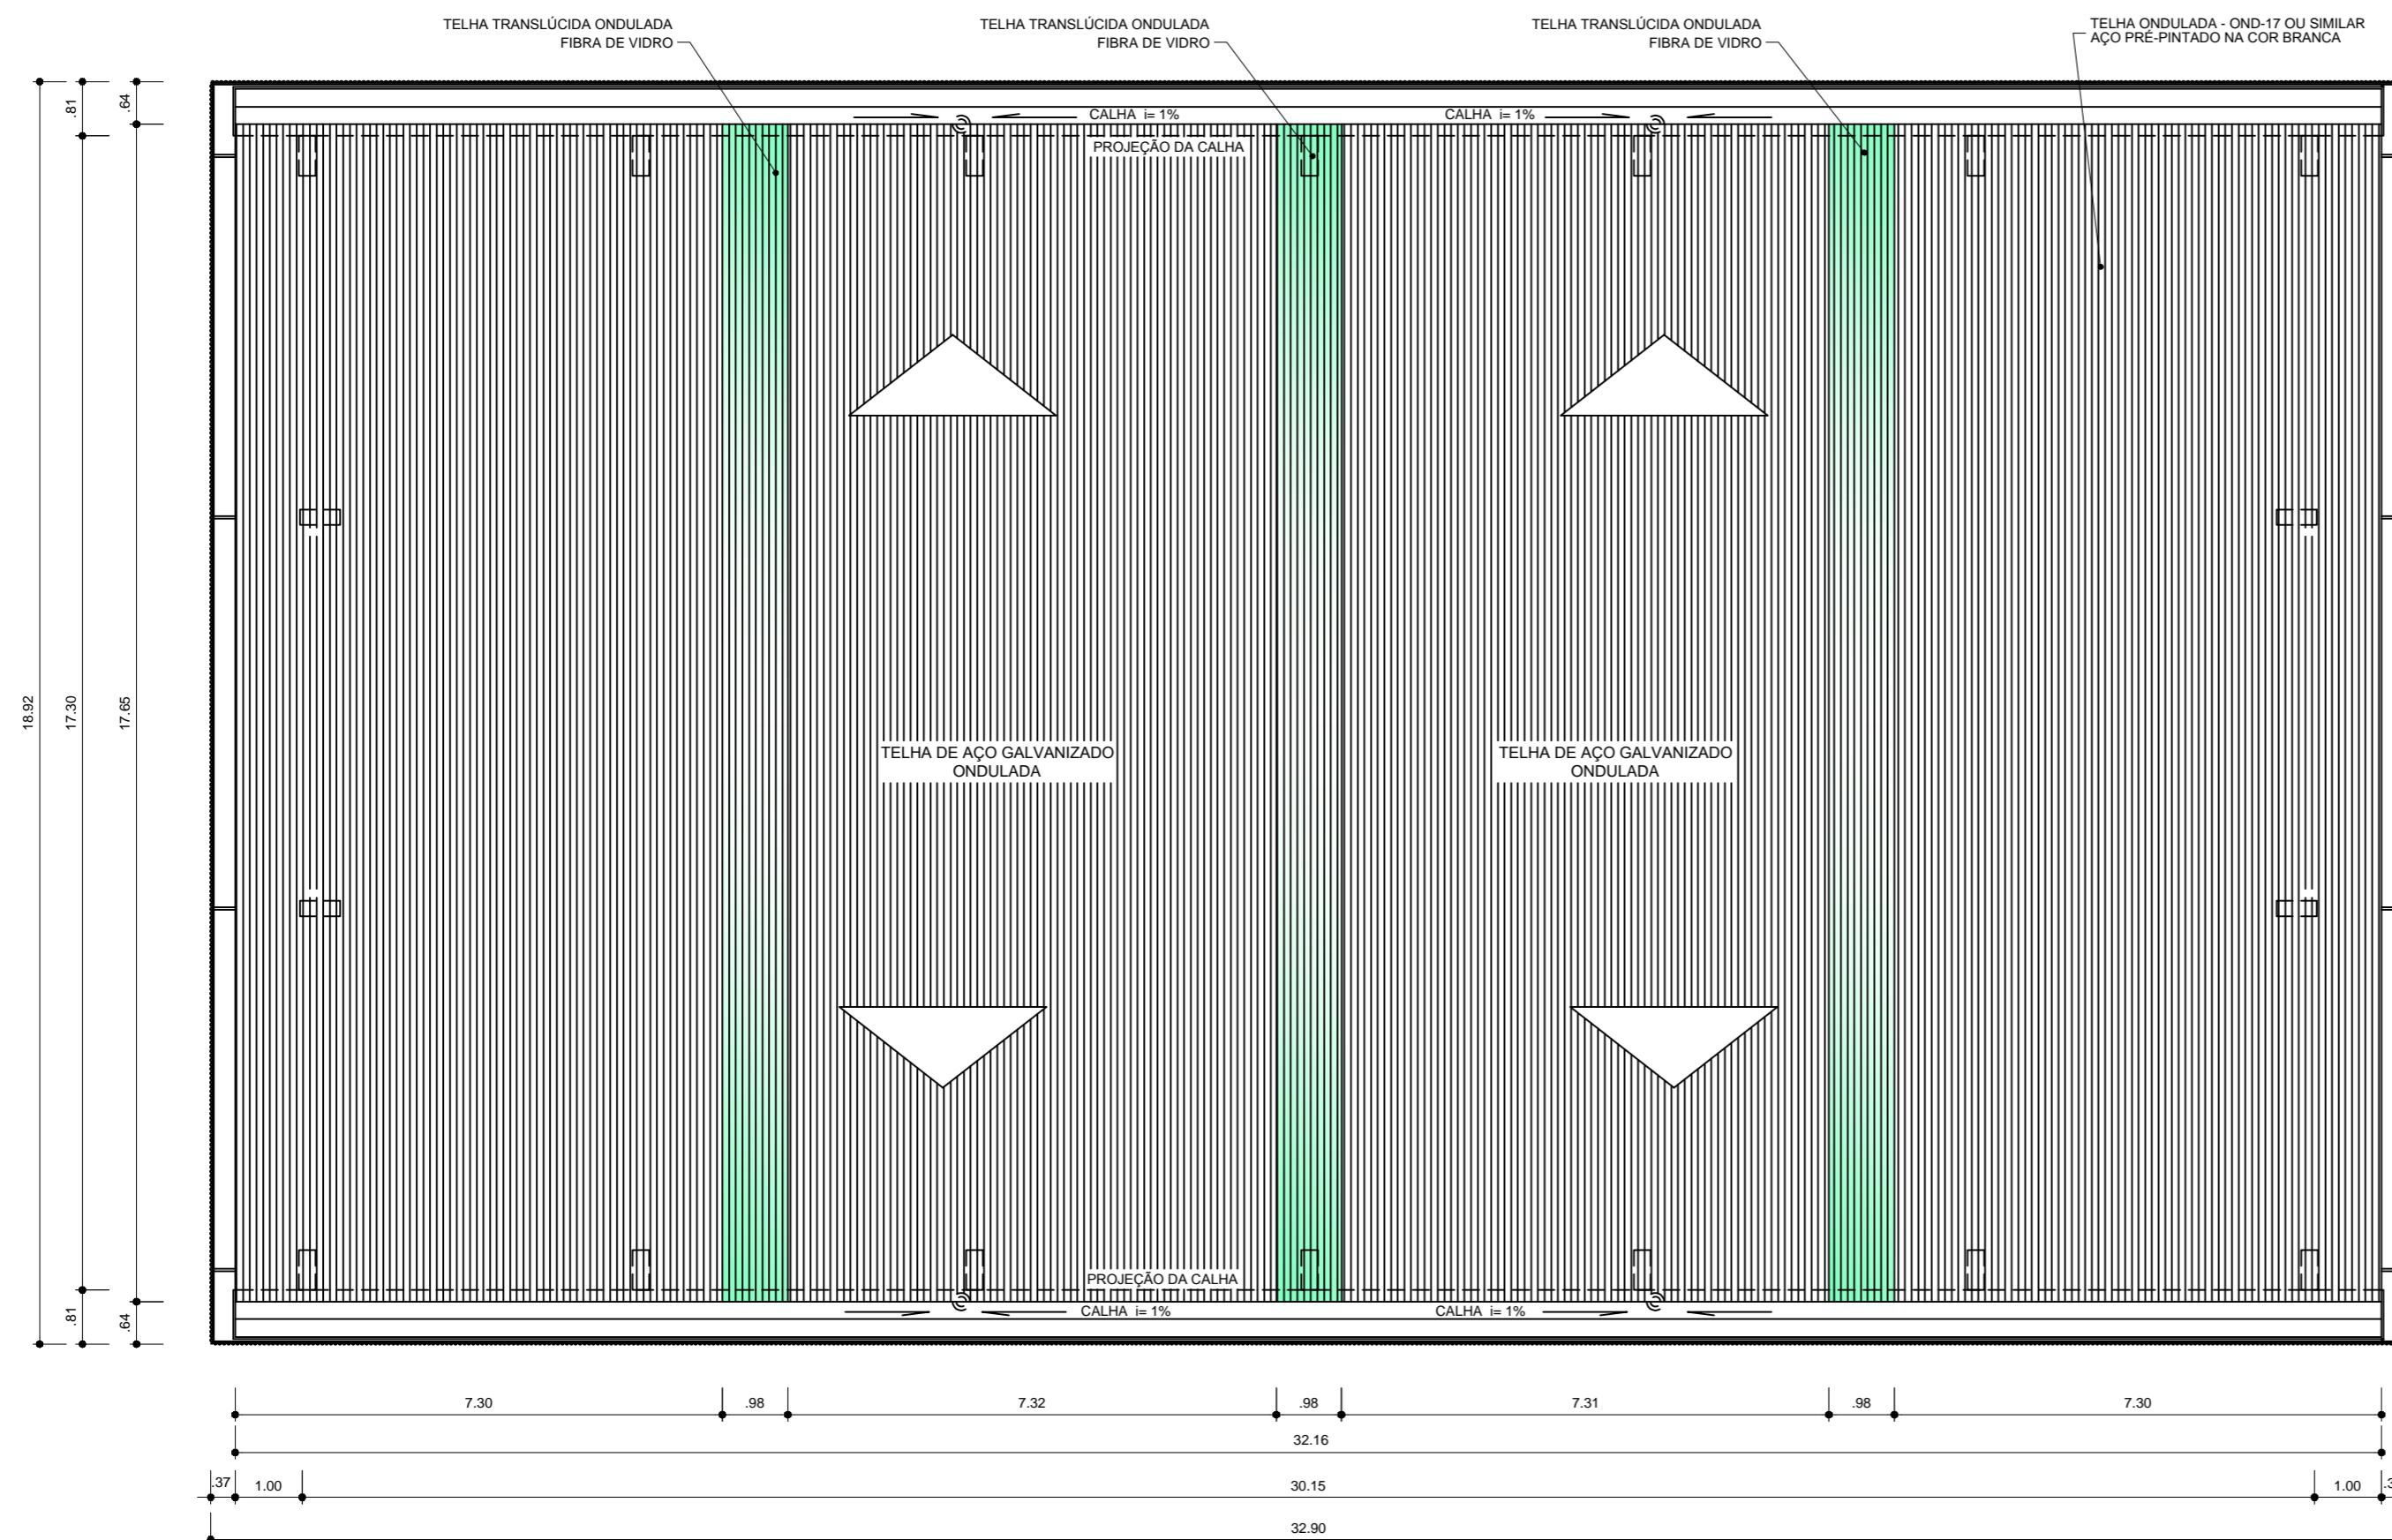 TELHA TRANSLÚCIDA ONDULADA
FIBRA DE VIDRO
TELHA TRANSLÚCIDA ONDULADA
FIBRA DE VIDRO
TELHA TRANSLÚCIDA ONDULADA
FIBRA DE VIDRO
TELHA ONDULADA - OND-17 OU SIMILAR
AÇO PRÉ-PINTADO NA COR BRANCA
.81
.64
CALHA i= 1%
CALHA i= 1%
PROJEÇÃO DA CALHA
18.92
17.30
17.65
TELHA DE AÇO GALVANIZADO
ONDULADA
TELHA DE AÇO GALVANIZADO
ONDULADA
PROJEÇÃO DA CALHA
.81
.64
CALHA i= 1%
CALHA i= 1%
7.30
.98
7.32
.98
7.31
.98
7.30
32.16
.37
1.00
30.15
1.00
32.90